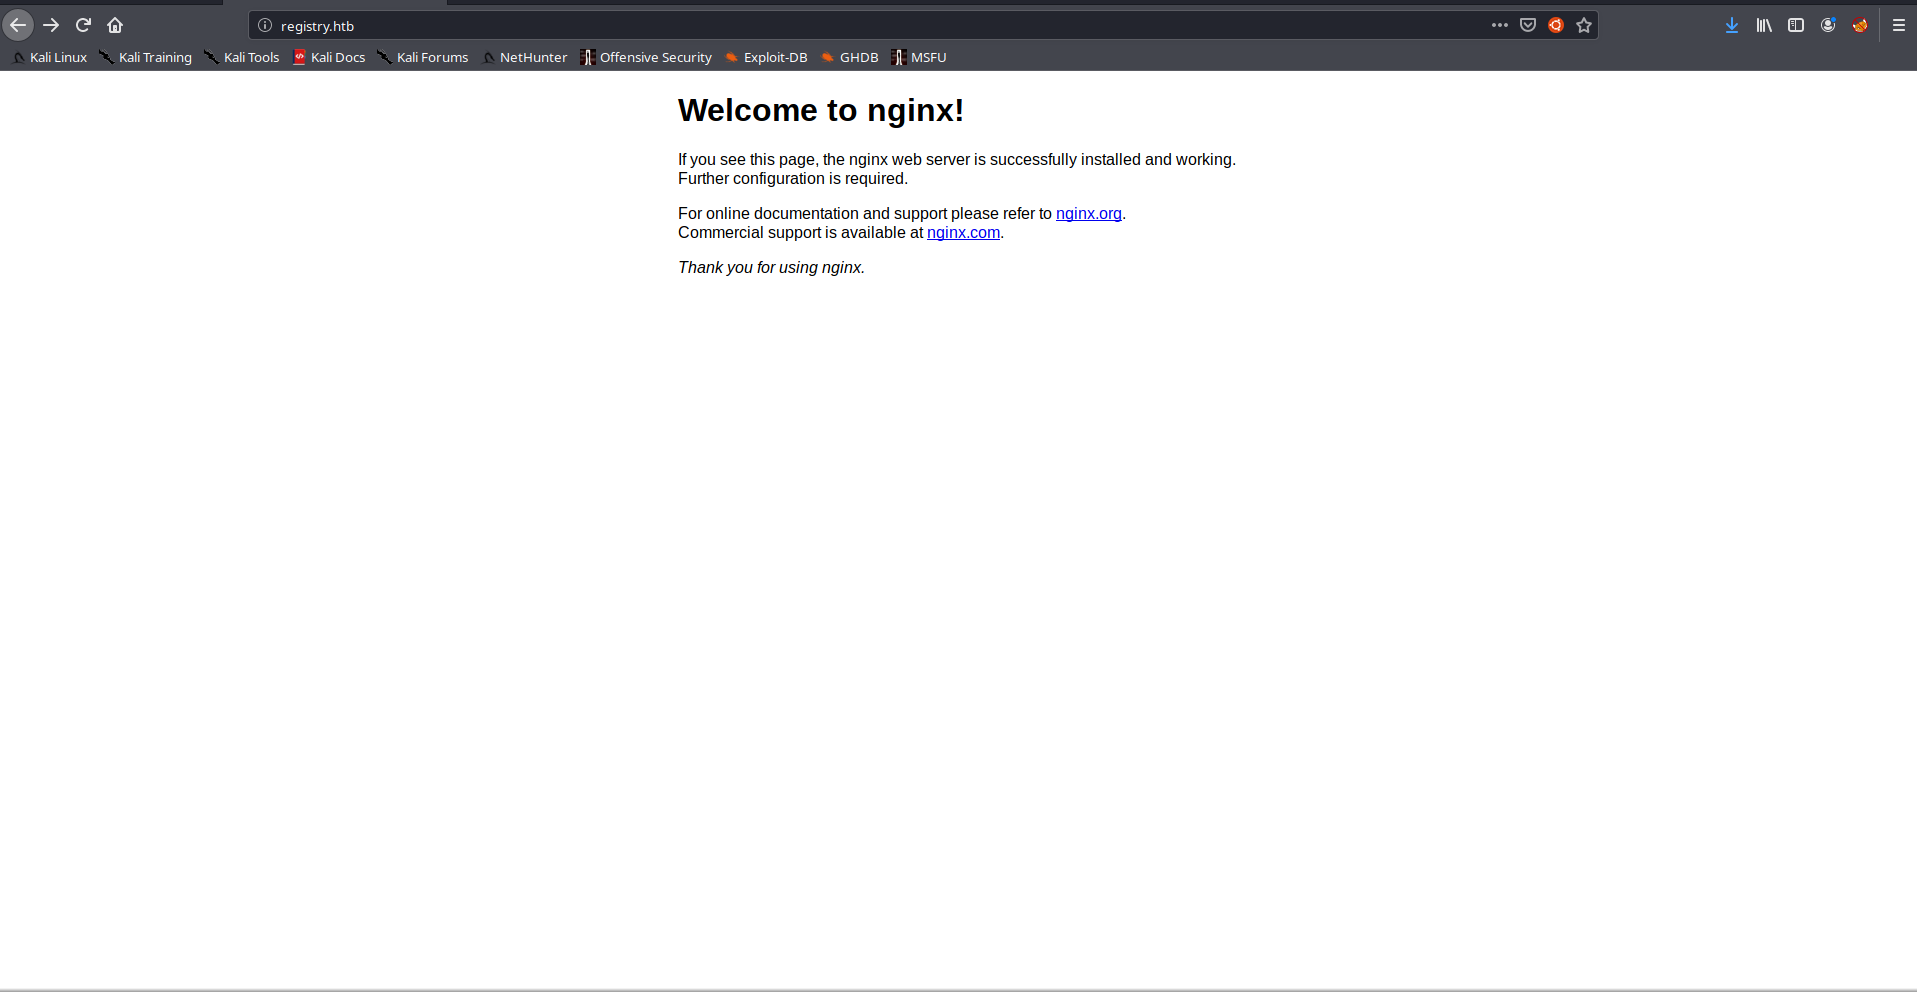 registry.htb
Kali Linux Kali Training Kali Tools Kali Docs Kali Forums NetHunter Offensive Security Exploit-DB GHDB MSFU
Welcome to nginx!
If you see this page, the nginx web server is successfully installed and working.
Further configuration is required.
For online documentation and support please refer to nginx.org.
Commercial support is available at nginx.com.
Thank you for using nginx.